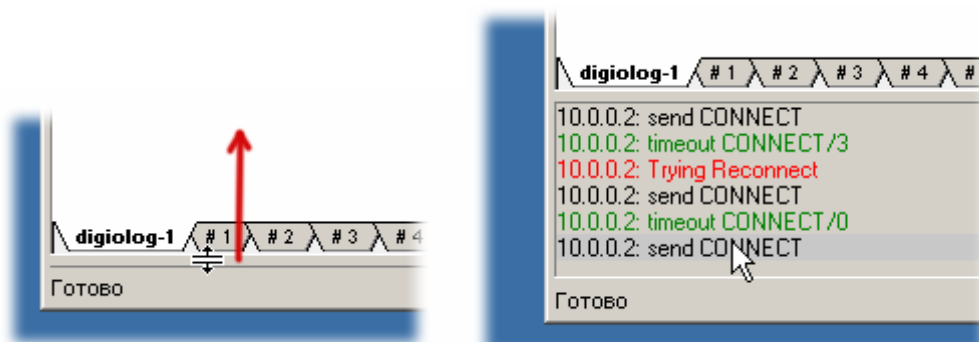 digiolog-1 # 1 # 2 # 3 # 4
Готово
digiolog-1 # 1 # 2 # 3 # 4 #
10.0.0.2: send CONNECT
10.0.0.2: timeout CONNECT/3
10.0.0.2: Trying Reconnect
10.0.0.2: send CONNECT
10.0.0.2: timeout CONNECT/0
10.0.0.2: send CONNECT
Готово